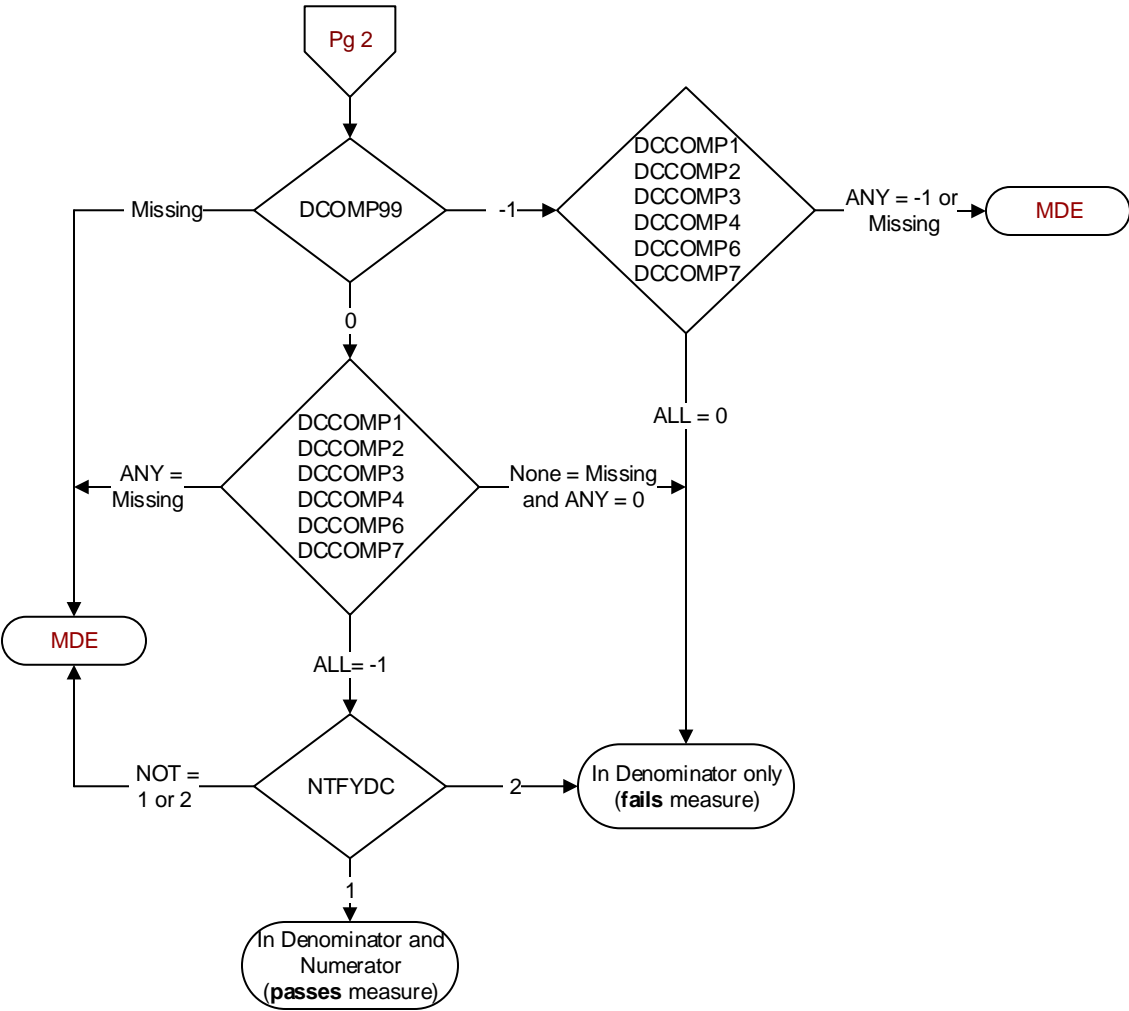 Pg 2
DCCOMP1
DCCOMP2
DCCOMP3
DCCOMP4
DCCOMP6
DCCOMP7
Missing
DCOMP99
-1
ANY = -1 or
Missing
MDE
0
ALL = 0
DCCOMP1
DCCOMP2
DCCOMP3
DCCOMP4
DCCOMP6
DCCOMP7
ANY =
Missing
None = Missing
and ANY = 0
MDE
ALL= -1
NOT =
1 or 2
NTFYDC
2
In Denominator only
(fails measure)
1
In Denominator and
Numerator
(passes measure)